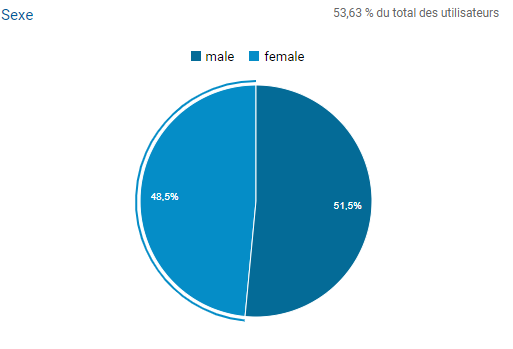 Sexe
53,63 % du total des utilisateurs
male female
48,5%
51,5%